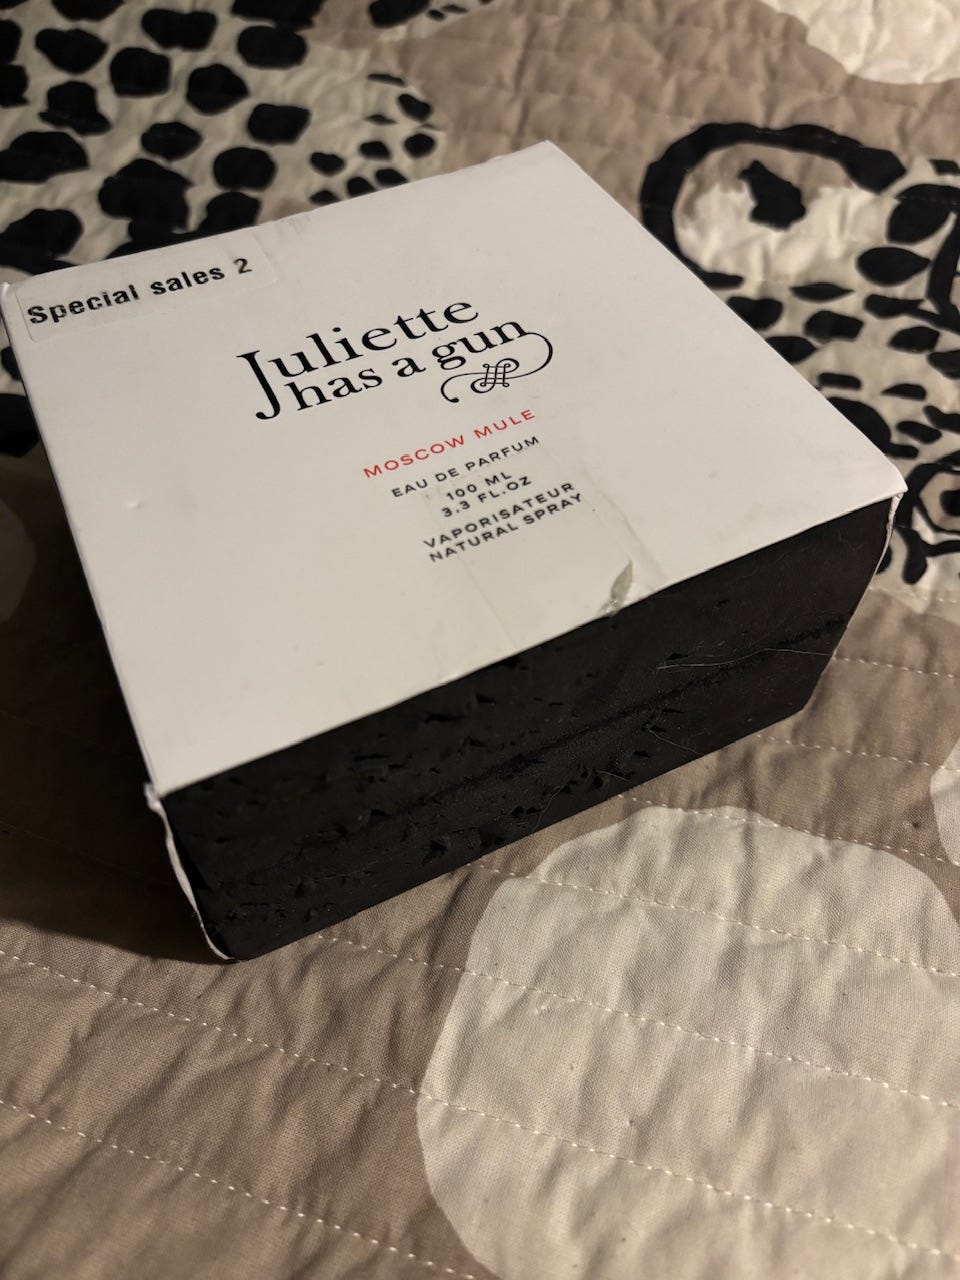 Special sales 2
Juliette
has a gun
MOSCOW MULE
EAU DE PARFUM
100 ML
3,3 FL.OZ
VAPORISATEUR
NATURAL SPRAY